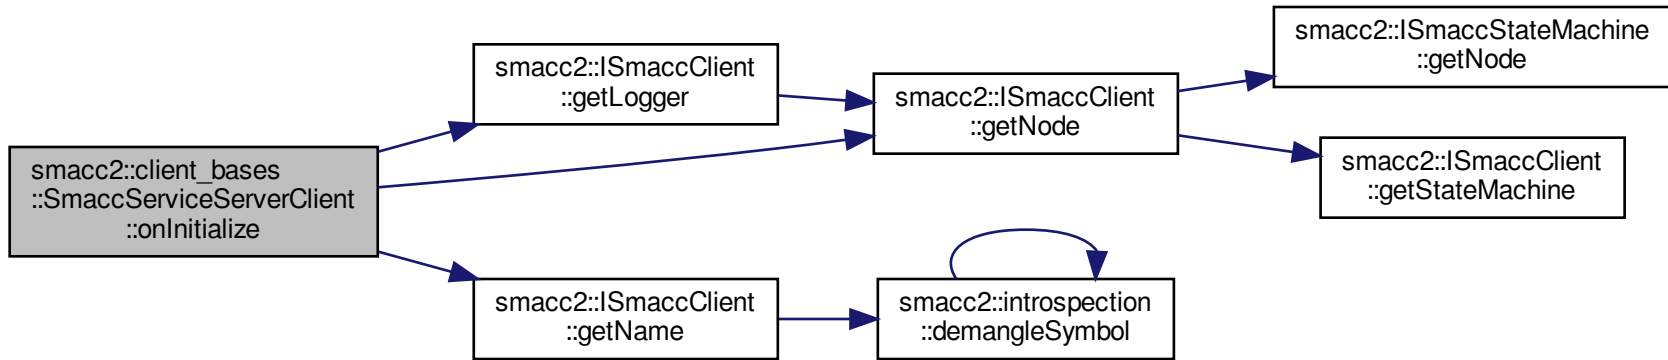 smacc2::client_bases
::SmaccServiceServerClient
::onInitialize
smacc2::ISmaccClient
::getLogger
smacc2::ISmaccClient
::getNode
smacc2::ISmaccStateMachine
::getNode
smacc2::ISmaccClient
::getStateMachine
smacc2::ISmaccClient
::getName
smacc2::introspection
::demangleSymbol